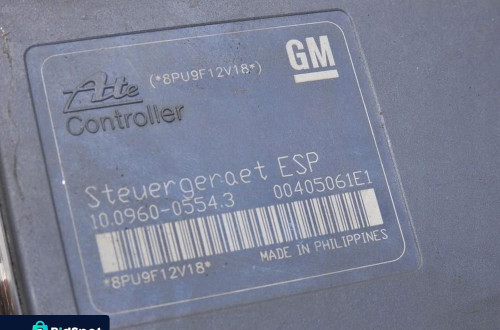 Ate
(*8PU9F12V18*)
GM
Controller
Steuergeraet ESP
10.0960-0554.3
00405061E1
*8PU9F12V18*
MADE IN PHILIPPINES